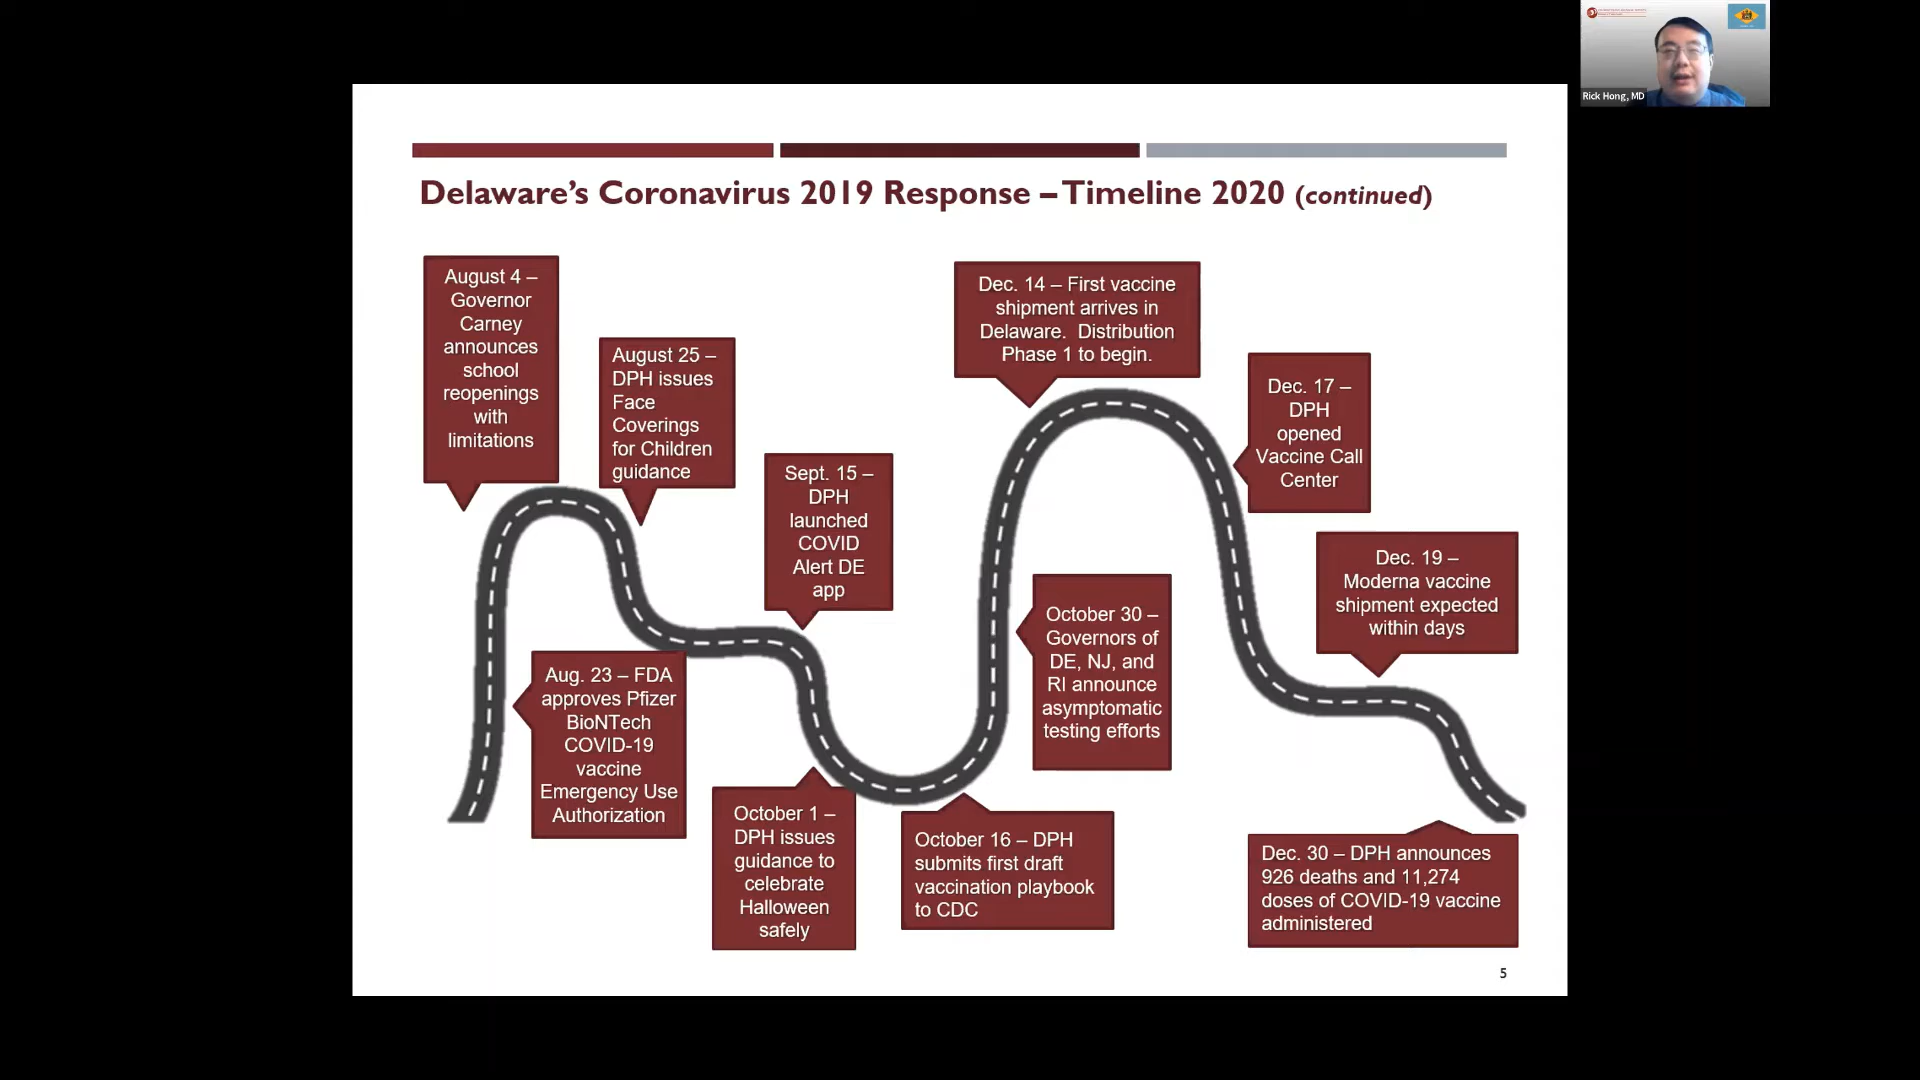 Rick Hong, MD
Delaware's Coronavirus 2019 Response – Timeline 2020 (continued)
August 4 –
Governor
Carney
announces
school
reopenings
with
limitations
Aug. 23 – FDA
approves Pfizer
BioNTech
COVID-19
vaccine
Emergency Use
Authorization
August 25 –
DPH issues
Face
Coverings
for Children
guidance
Sept. 15 –
DPH
launched
COVID
Alert DE
app
October 1 –
DPH issues
guidance to
celebrate
Halloween
safely
October 16 – DPH
submits first draft
vaccination playbook
to CDC
October 30 –
Governors of
DE, NJ, and
RI announce
asymptomatic
testing efforts
Dec. 14 – First vaccine
shipment arrives in
Delaware.  Distribution
Phase 1 to begin.
Dec. 17 –
DPH
opened
Vaccine Call
Center
Dec. 19 –
Moderna vaccine
shipment expected
within days
Dec. 30 – DPH announces
926 deaths and 11,274
doses of COVID-19 vaccine
administered
5